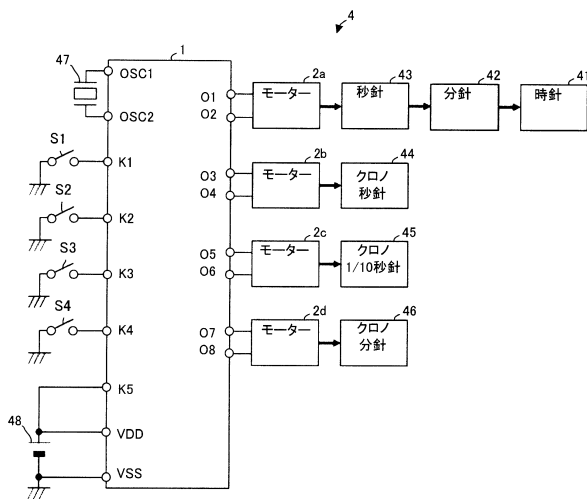 4
47
1
OSC1
OSC2
S1
K1
S2
K2
S3
K3
S4
K4
K5
48
VDD
VSS
O1
O2
2a
モーター
43
秒針
42
分針
41
時針
O3
O4
2b
モーター
44
クロノ
秒針
O5
O6
2c
モーター
45
クロノ
1/10秒針
O7
O8
2d
モーター
46
クロノ
分針